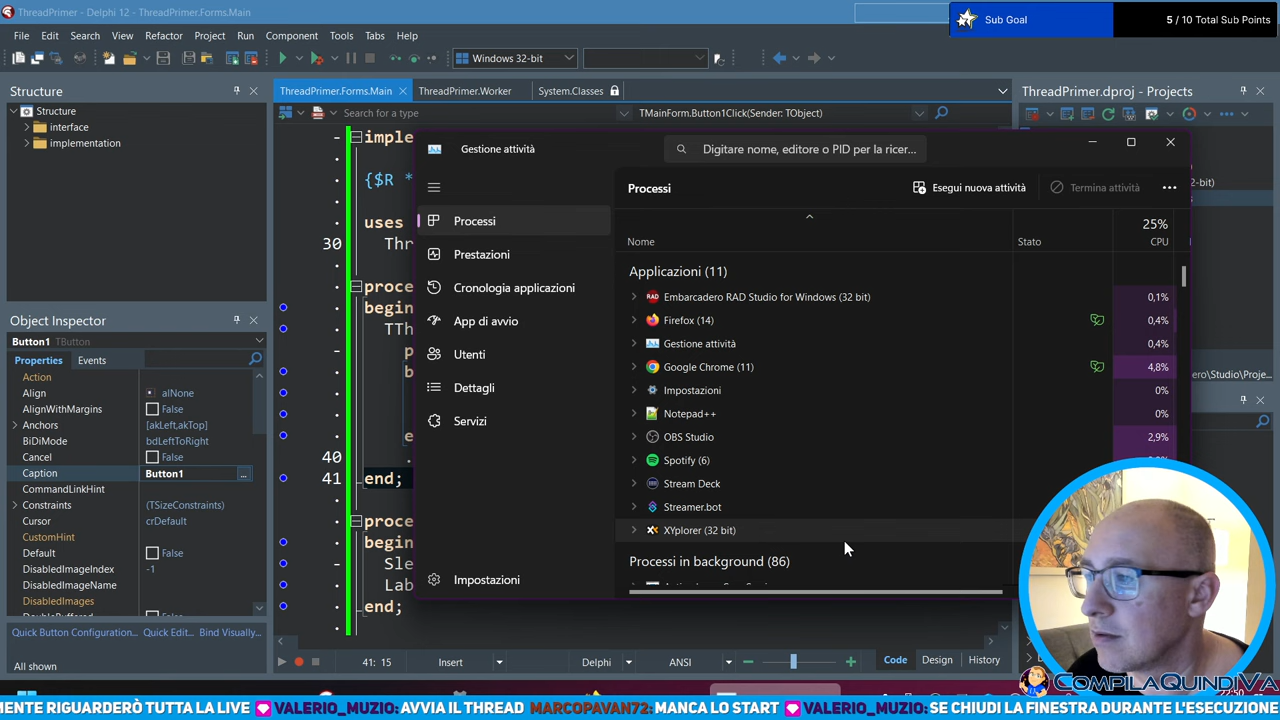 ThreadPrimer - Delphi 12 - ThreadPrimer.Forms.Main
Sub Goal
5 / 10 Total Sub Points
File Edit Search View Refactor Project Run Component Tools Tabs Help
Windows 32-bit
Structure
Structure
interface
implementation
ThreadPrimer.Forms.Main
ThreadPrimer.Worker
System.Classes
ThreadPrimer.dproj - Projects
Search for a type
TMainForm.Button1Click(Sender: TObject)
imple
{$R *
uses
30
Thr
proce
begin
TTh
p
b
e
40
.
41
end;
proce
begin
Sle
Lab
end;
Gestione attività
Digitare nome, editore o PID per la ricer...
Processi
Esegui nuova attività
Termina attività
Processi
Prestazioni
Cronologia applicazioni
App di avvio
Utenti
Dettagli
Servizi
Impostazioni
25%
Nome
Stato
CPU
Applicazioni (11)
Embarcadero RAD Studio for Windows (32 bit)
0,1%
Firefox (14)
0,4%
Gestione attività
0,4%
Google Chrome (11)
4,8%
Impostazioni
0%
Notepad++
0%
OBS Studio
2,9%
Spotify (6)
Stream Deck
Streamer.bot
XYplorer (32 bit)
Processi in background (86)
-bit)
ero\Studio\Proje...
Object Inspector
Button1 TButton
Properties
Events
Action
Align alNone
AlignWithMargins False
Anchors [akLeft,akTop]
BiDiMode bdLeftToRight
Cancel False
Caption Button1
CommandLinkHint
Constraints (TSizeConstraints)
Cursor crDefault
CustomHint
Default False
DisabledImageIndex -1
DisabledImageName
DisabledImages
Quick Button Configuration...
Quick Edit...
Bind Visually...
All shown
41: 15
Insert
Delphi
ANSI
Code
Design
History
22:50
CompilaQuindiVa
MENTE RIGUARDERÒ TUTTA LA LIVE VALERIO_MUZIO: AVVIA IL THREAD MARCOPAVAN72: MANCA LO START VALERIO_MUZIO: SE CHIUDI LA FINESTRA DURANTE L'ESECUZIONE